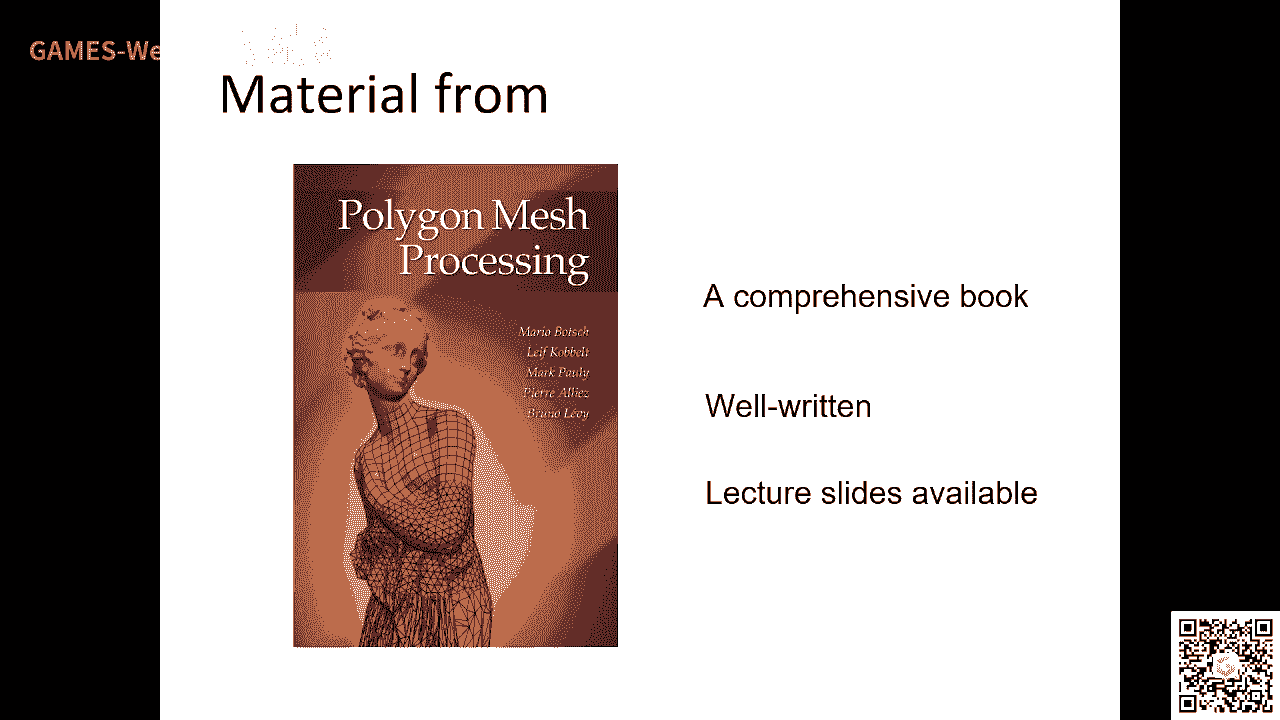 GAMES-We
Material from
Polygon Mesh
Processing
Mario Botsch
Leif Kobbelt
Mark Pauly
Pierre Alliez
Bruno Lévy
A comprehensive book
Well-written
Lecture slides available